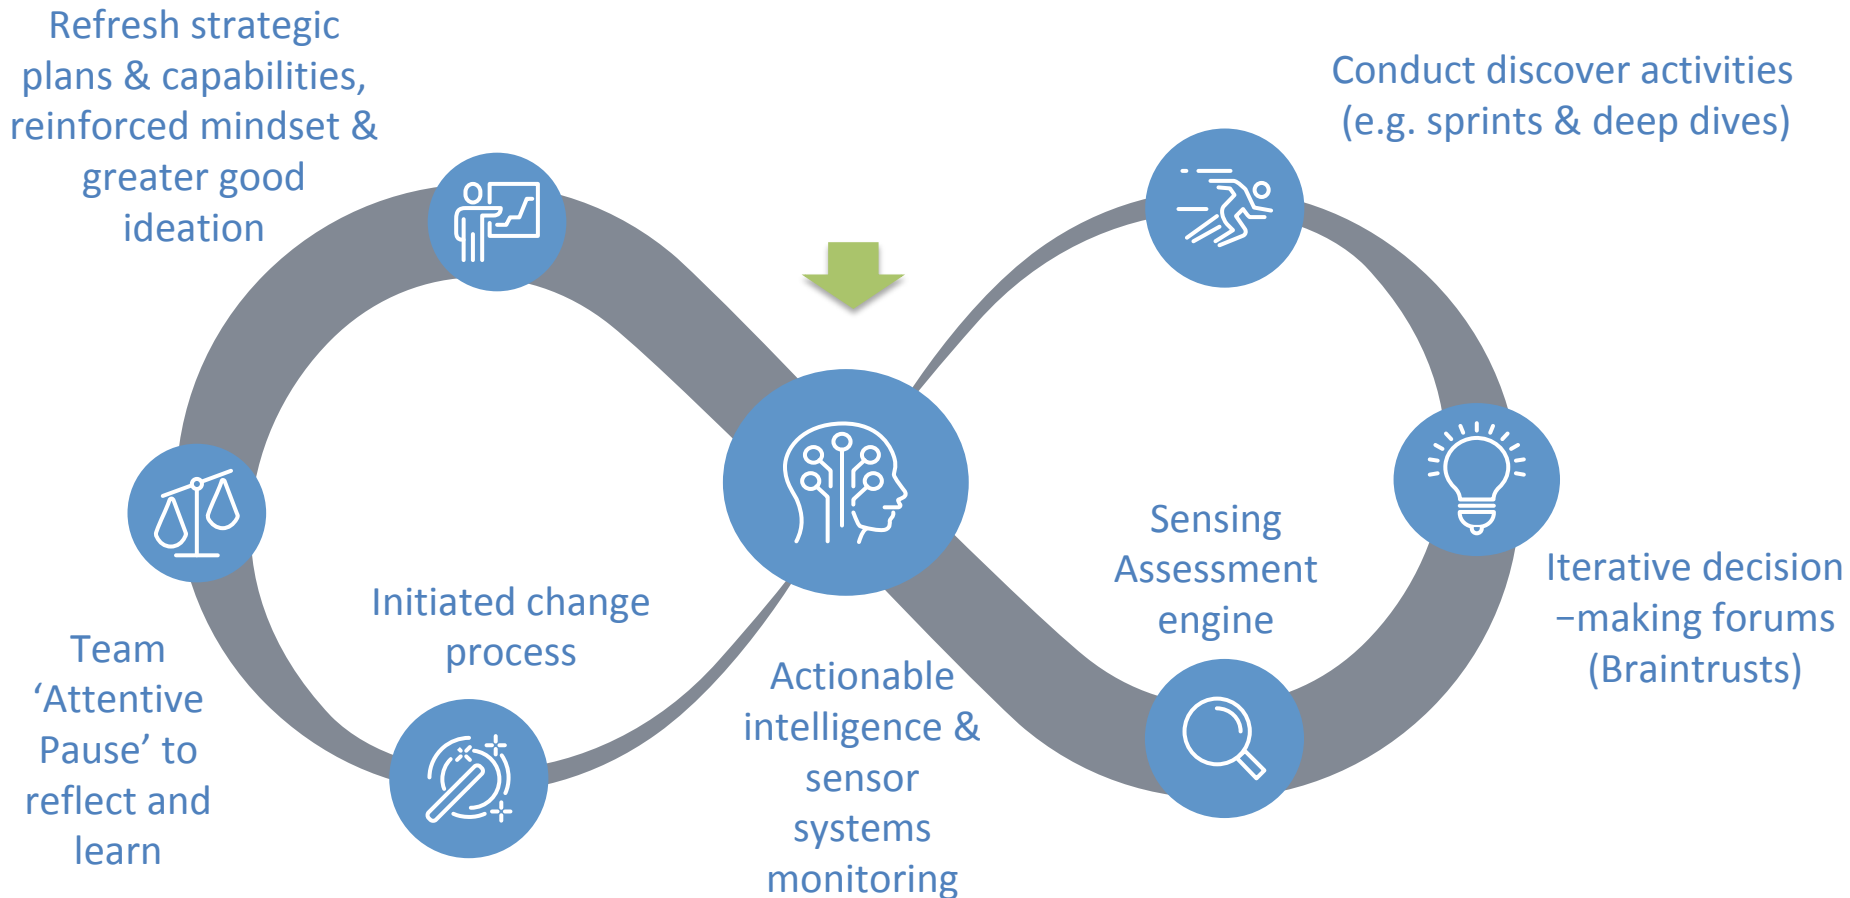 Refresh strategic
plans & capabilities,
reinforced mindset &
greater good
ideation
Conduct discover activities
(e.g. sprints & deep dives)
Sensing
Assessment
engine
Iterative decision
−making forums
(Braintrusts)
Initiated change
process
Team
‘Attentive
Pause’ to
reflect and
learn
Actionable
intelligence &
sensor
systems
monitoring